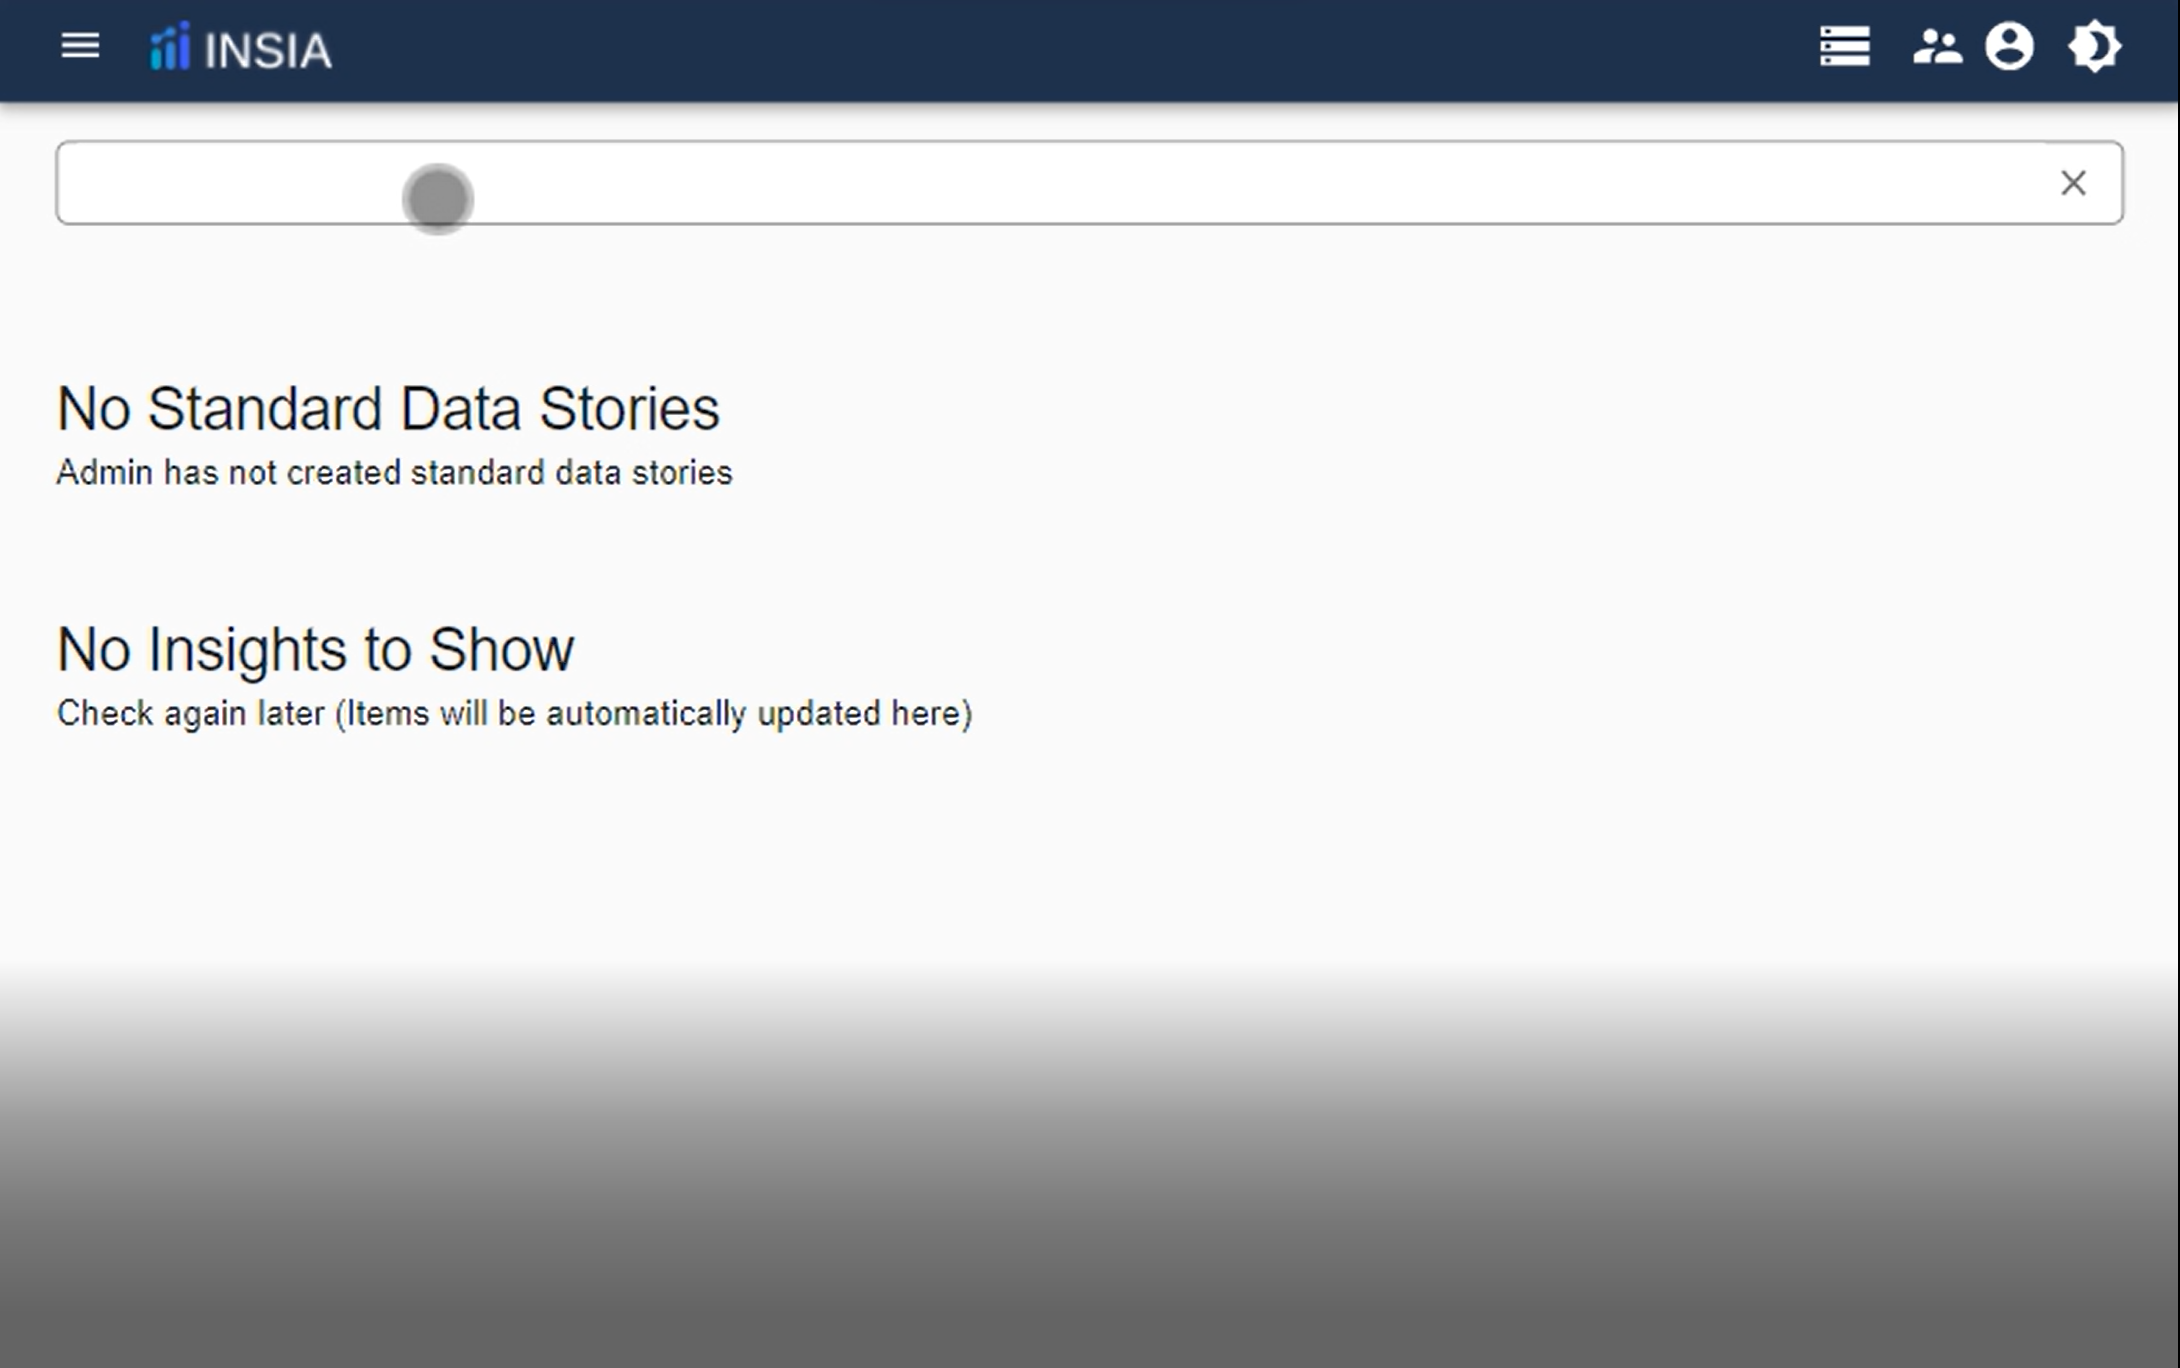 INSIA
No Standard Data Stories
Admin has not created standard data stories
No Insights to Show
Check again later (Items will be automatically updated here)